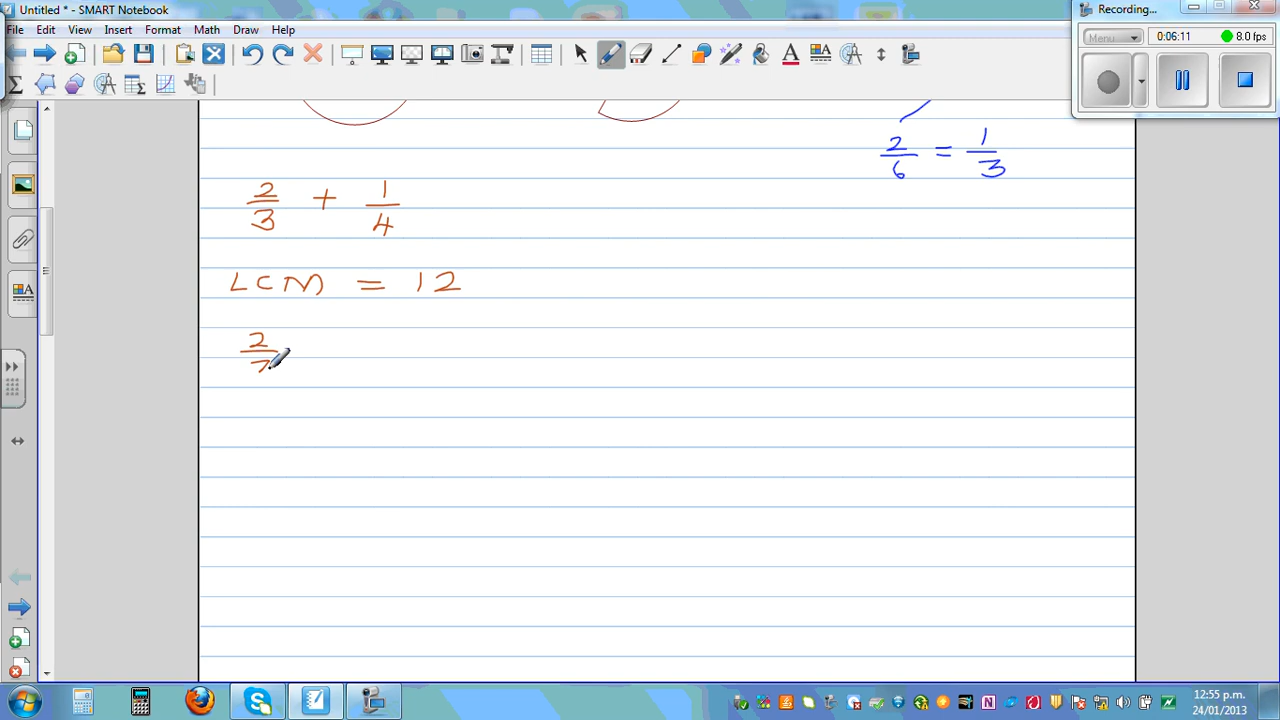 Untitled * - SMART Notebook
Recording...
File Edit View Insert Format Math Draw Help
Menu 0:06:11 8.0 fps
2/6 = 1/3
2/3 + 1/4
LCM = 12
2
12:55 p.m.
24/01/2013